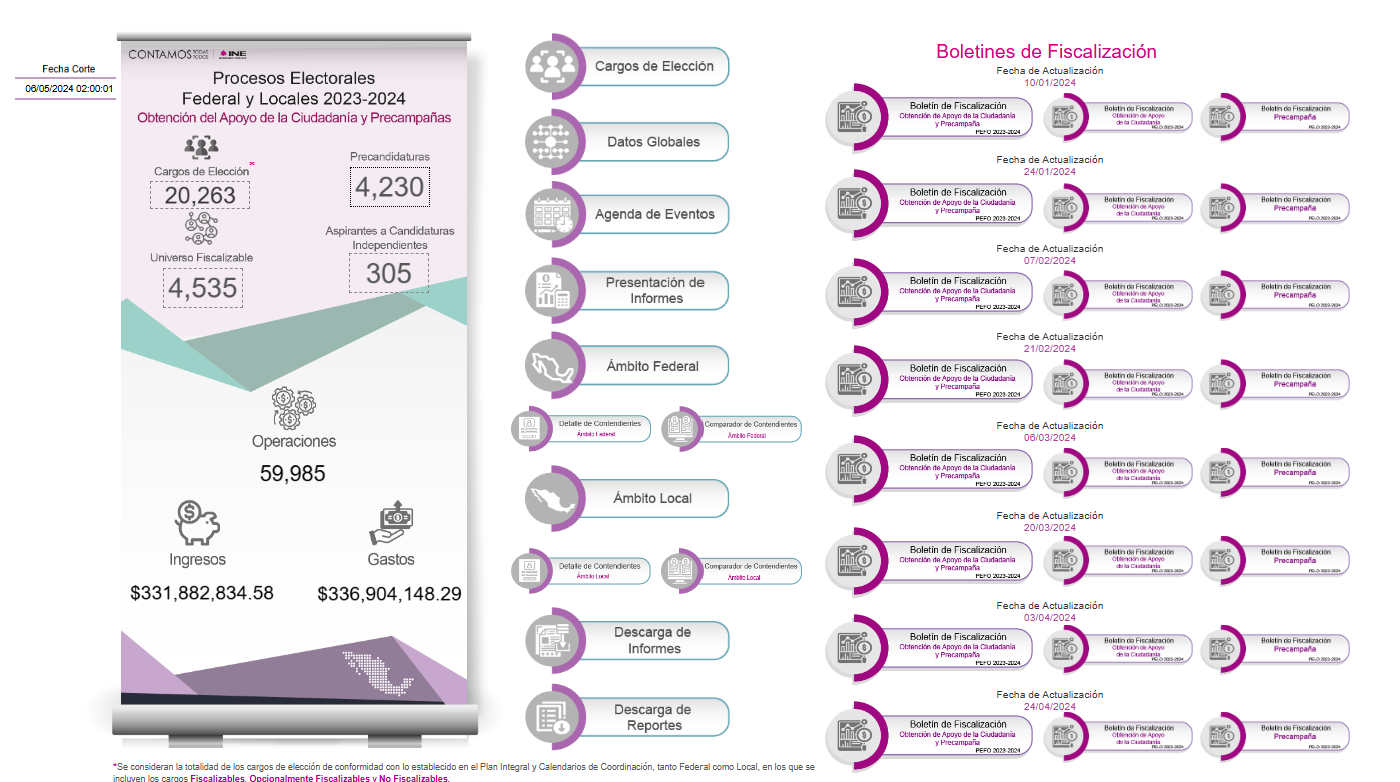 Fecha Corte
06/05/2024 02:00:01
CONTAMOS TODAS TODOS INE
Procesos Electorales
Federal y Locales 2023-2024
Obtención del Apoyo de la Ciudadanía y Precampañas
Cargos de Elección *
20,263
Precandidaturas
4,230
Universo Fiscalizable
4,535
Aspirantes a Candidaturas
Independientes
305
Operaciones
59,985
Ingresos
$331,882,834.58
Gastos
$336,904,148.29
Cargos de Elección
Datos Globales
Agenda de Eventos
Presentación de
Informes
Ámbito Federal
Detalle de Contendientes
Ámbito Federal
Comparador de Contendientes
Ámbito Federal
Ámbito Local
Detalle de Contendientes
Ámbito Local
Comparador de Contendientes
Ámbito Local
Descarga de
Informes
Descarga de
Reportes
Boletines de Fiscalización
Fecha de Actualización
10/01/2024
Boletín de Fiscalización
Obtención de Apoyo de la Ciudadanía
y Precampaña
PEFO 2023-2024
Boletín de Fiscalización
Obtención de Apoyo
de la Ciudadanía
PELO 2023-2024
Boletín de Fiscalización
Precampaña
PELO 2023-2024
Fecha de Actualización
24/01/2024
Boletín de Fiscalización
Obtención de Apoyo de la Ciudadanía
y Precampaña
PEFO 2023-2024
Boletín de Fiscalización
Obtención de Apoyo
de la Ciudadanía
PELO 2023-2024
Boletín de Fiscalización
Precampaña
PELO 2023-2024
Fecha de Actualización
07/02/2024
Boletín de Fiscalización
Obtención de Apoyo de la Ciudadanía
y Precampaña
PEFO 2023-2024
Boletín de Fiscalización
Obtención de Apoyo
de la Ciudadanía
PELO 2023-2024
Boletín de Fiscalización
Precampaña
PELO 2023-2024
Fecha de Actualización
21/02/2024
Boletín de Fiscalización
Obtención de Apoyo de la Ciudadanía
y Precampaña
PEFO 2023-2024
Boletín de Fiscalización
Obtención de Apoyo
de la Ciudadanía
PELO 2023-2024
Boletín de Fiscalización
Precampaña
PELO 2023-2024
Fecha de Actualización
06/03/2024
Boletín de Fiscalización
Obtención de Apoyo de la Ciudadanía
y Precampaña
PEFO 2023-2024
Boletín de Fiscalización
Obtención de Apoyo
de la Ciudadanía
PELO 2023-2024
Boletín de Fiscalización
Precampaña
PELO 2023-2024
Fecha de Actualización
20/03/2024
Boletín de Fiscalización
Obtención de Apoyo de la Ciudadanía
y Precampaña
PEFO 2023-2024
Boletín de Fiscalización
Obtención de Apoyo
de la Ciudadanía
PELO 2023-2024
Boletín de Fiscalización
Precampaña
PELO 2023-2024
Fecha de Actualización
03/04/2024
Boletín de Fiscalización
Obtención de Apoyo de la Ciudadanía
y Precampaña
PEFO 2023-2024
Boletín de Fiscalización
Obtención de Apoyo
de la Ciudadanía
PELO 2023-2024
Boletín de Fiscalización
Precampaña
PELO 2023-2024
Fecha de Actualización
24/04/2024
Boletín de Fiscalización
Obtención de Apoyo de la Ciudadanía
y Precampaña
PEFO 2023-2024
Boletín de Fiscalización
Obtención de Apoyo
de la Ciudadanía
PELO 2023-2024
Boletín de Fiscalización
Precampaña
PELO 2023-2024
*Se consideran la totalidad de los cargos de elección de conformidad con lo establecido en el Plan Integral y Calendarios de Coordinación, tanto Federal como Local, en los que se
incluyen los cargos Fiscalizables, Opcionalmente Fiscalizables y No Fiscalizables.